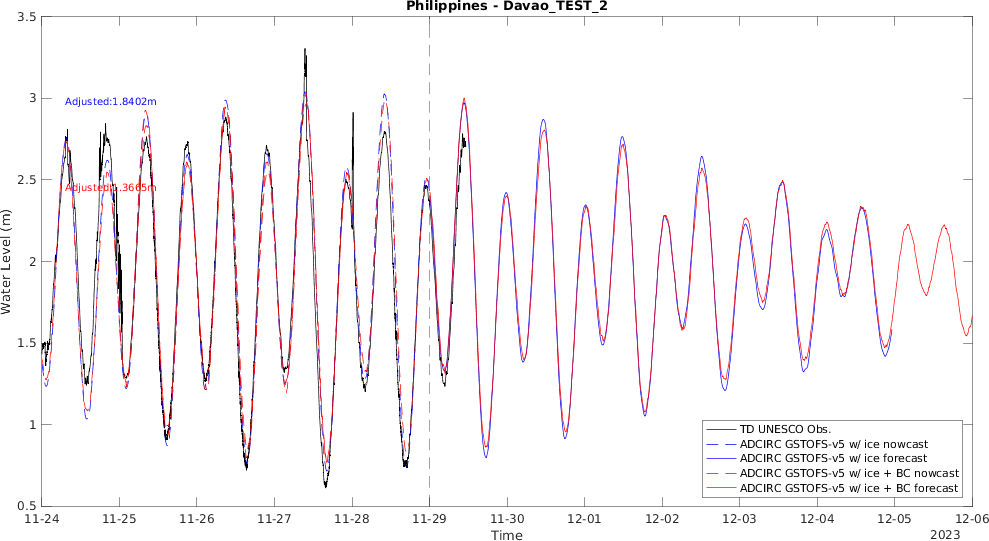 Philippines - Davao_TEST_2
3.5
3
2.5
2
1.5
1
0.5
Water Level (m)
Adjusted:1.8402m
Adjusted:1.3665m
TD UNESCO Obs.
ADCIRC GSTOFS-v5 w/ ice nowcast
ADCIRC GSTOFS-v5 w/ ice forecast
ADCIRC GSTOFS-v5 w/ ice + BC nowcast
ADCIRC GSTOFS-v5 w/ ice + BC forecast
11-24 11-25 11-26 11-27 11-28 11-29 11-30 12-01 12-02 12-03 12-04 12-05 12-06
Time
2023